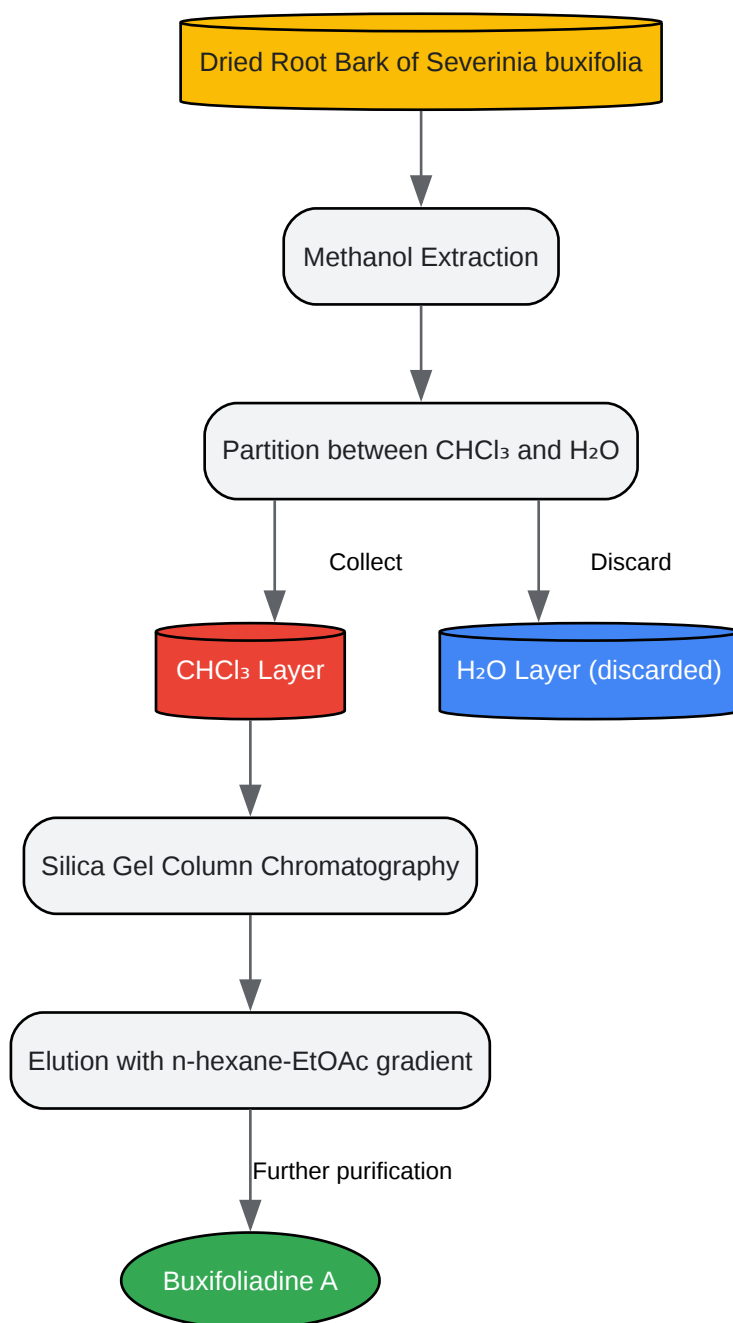 Dried Root Bark of Severinia buxifolia
Methanol Extraction
Partition between CHCl₃ and H₂O
Collect
Discard
CHCl₃ Layer
H₂O Layer (discarded)
Silica Gel Column Chromatography
Elution with n-hexane-EtOAc gradient
Further purification
Buxifoliadine A